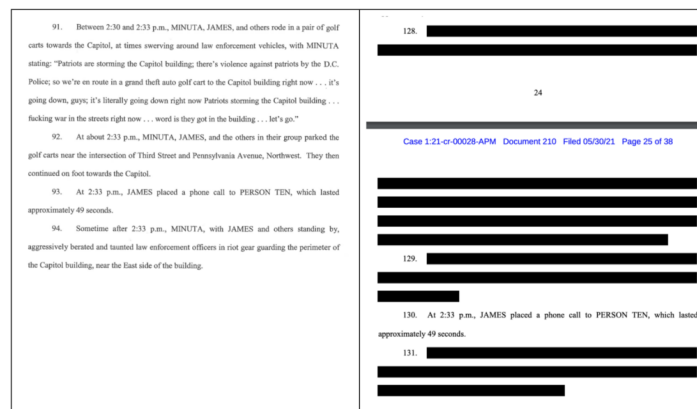 91. Between 2:30 and 2:33 p.m., MINUTA, JAMES, and others rode in a pair of golf
carts towards the Capitol, at times swerving around law enforcement vehicles, with MINUTA
stating: “Patriots are storming the Capitol building; there’s violence against patriots by the D.C.
Police; so we’re en route in a grand theft auto golf cart to the Capitol building right now . . . it’s
going down, guys; it’s literally going down right now Patriots storming the Capitol building . . .
fucking war in the streets right now . . . word is they got in the building . . . let’s go.”
92. At about 2:33 p.m., MINUTA, JAMES, and the others in their group parked the
golf carts near the intersection of Third Street and Pennsylvania Avenue, Northwest. They then
continued on foot towards the Capitol.
93. At 2:33 p.m., JAMES placed a phone call to PERSON TEN, which lasted
approximately 49 seconds.
94. Sometime after 2:33 p.m., MINUTA, with JAMES and others standing by,
aggressively berated and taunted law enforcement officers in riot gear guarding the perimeter of
the Capitol building, near the East side of the building.
128.
24
Case 1:21-cr-00028-APM Document 210 Filed 05/30/21 Page 25 of 38
129.
130. At 2:33 p.m., JAMES placed a phone call to PERSON TEN, which lasted
approximately 49 seconds.
131.